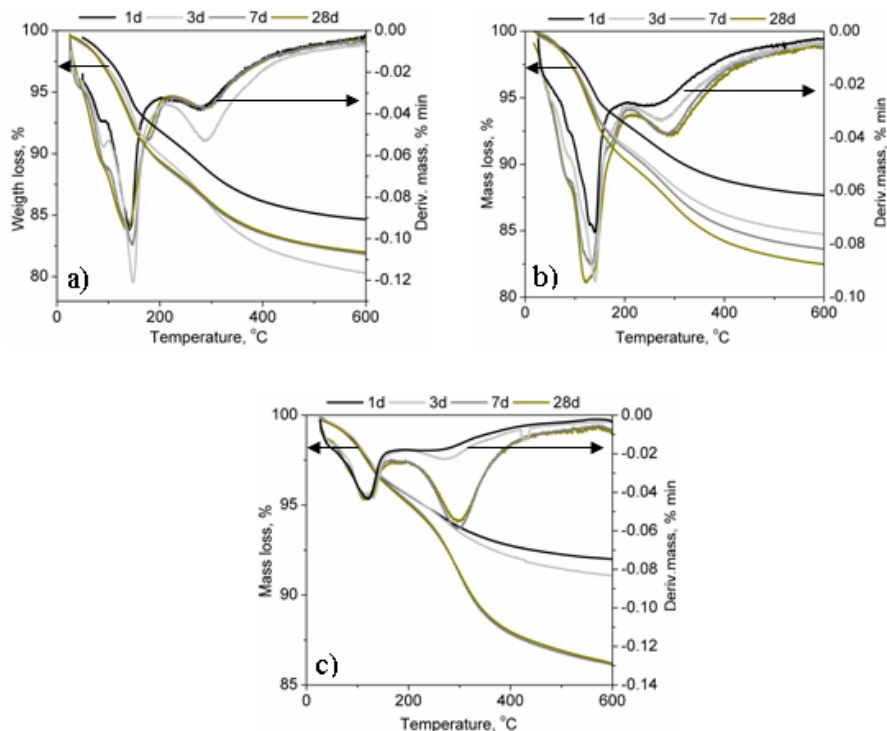 1d 3d 7d 28d
100
95
90
85
80
Weigth loss, %
0.00
-0.02
-0.04
-0.06
-0.08
-0.10
-0.12
Deriv. mass, % min
a)
0 200 400 600
Temperature, °C
1d 3d 7d 28d
100
95
90
85
80
Mass loss, %
0.00
-0.02
-0.04
-0.06
-0.08
-0.10
Deriv. mass, % min
b)
0 200 400 600
Temperature, °C
1d 3d 7d 28d
100
95
90
85
Mass loss, %
0.00
-0.02
-0.04
-0.06
-0.08
-0.10
-0.12
-0.14
Deriv.mass, % min
c)
0 200 400 600
Temperature, °C